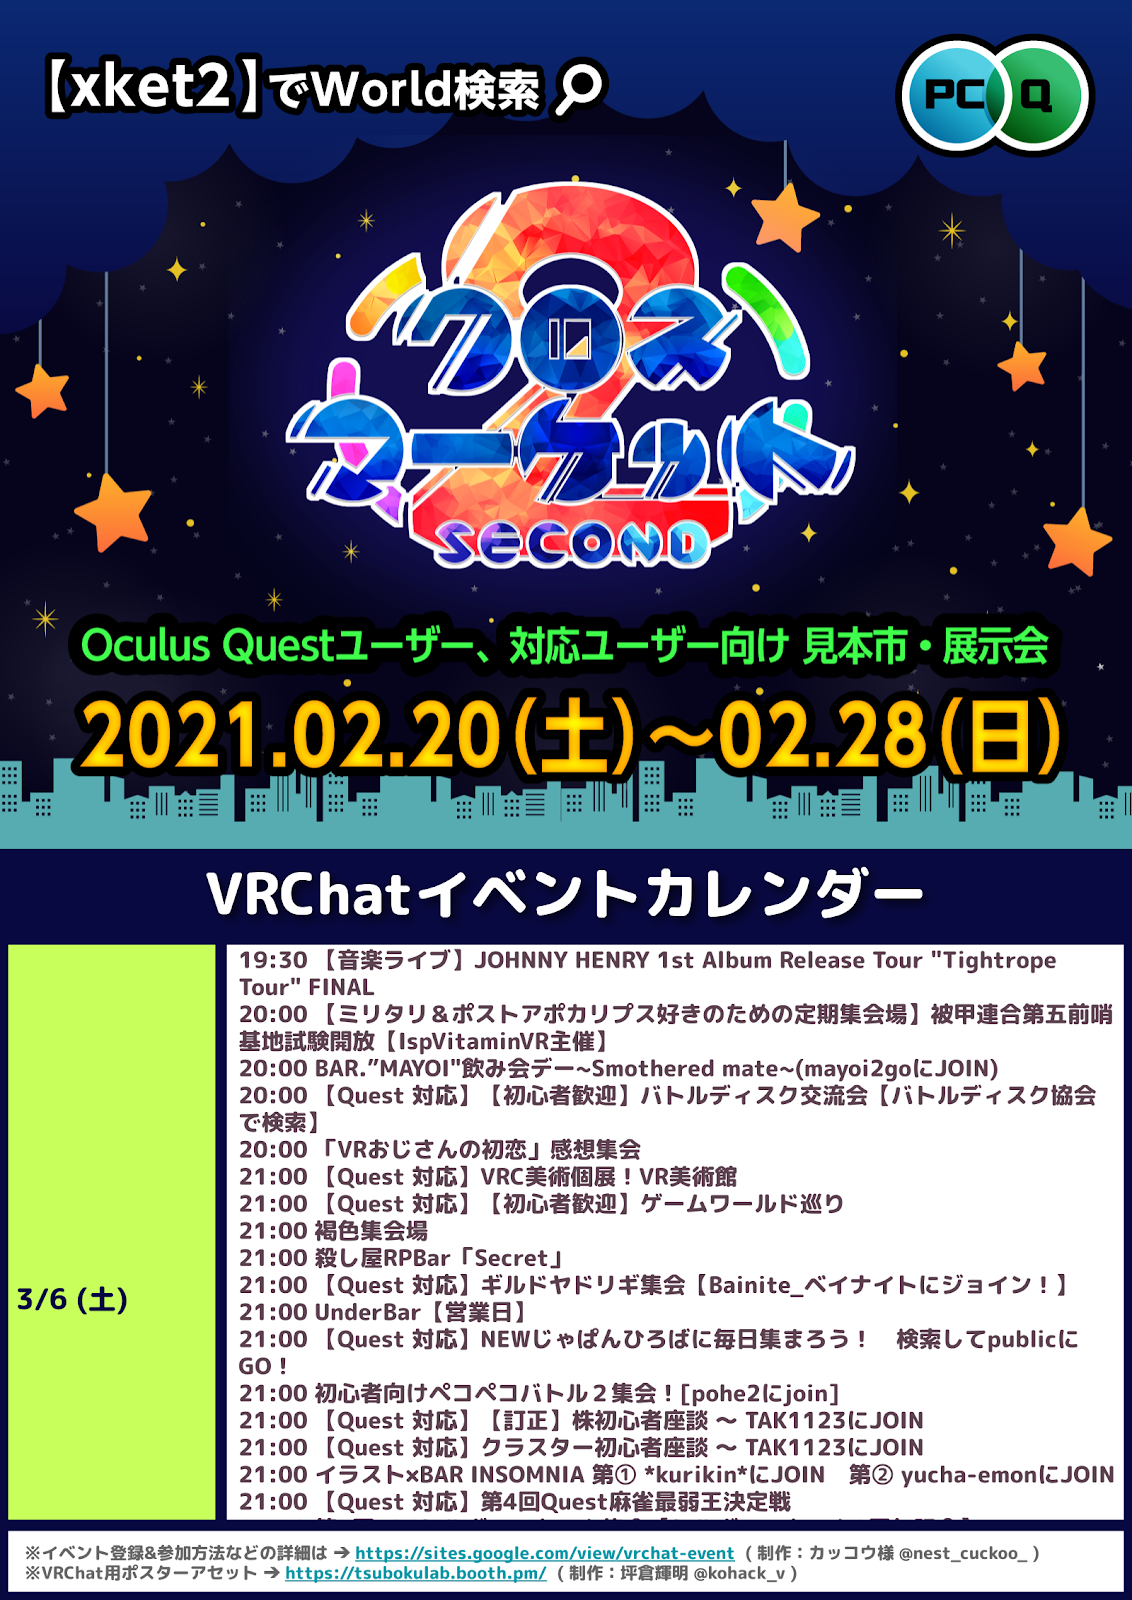 【xket2】でWorld検索
PC Q
クロス
マーケット
2
SECOND
Oculus Questユーザー、対応ユーザー向け 見本市・展示会
2021.02.20(土)～02.28(日)
VRChatイベントカレンダー
3/6 (土)
19:30 【音楽ライブ】JOHNNY HENRY 1st Album Release Tour "Tightrope
Tour" FINAL
20:00 【ミリタリ＆ポストアポカリプス好きのための定期集会場】被甲連合第五前哨
基地試験開放【IspVitaminVR主催】
20:00 BAR.”MAYOI"飲み会デー~Smothered mate~(mayoi2goにJOIN)
20:00 【Quest 対応】【初心者歓迎】バトルディスク交流会【バトルディスク協会
で検索】
20:00 「VRおじさんの初恋」感想集会
21:00 【Quest 対応】VRC美術個展！VR美術館
21:00 【Quest 対応】【初心者歓迎】ゲームワールド巡り
21:00 褐色集会場
21:00 殺し屋RPBar「Secret」
21:00 【Quest 対応】ギルドヤドリギ集会【Bainite_ベイナイトにジョイン！】
21:00 UnderBar【営業日】
21:00 【Quest 対応】NEWじゃぱんひろばに毎日集まろう！　検索してpublicに
GO！
21:00 初心者向けペコペコバトル２集会！[pohe2にjoin]
21:00 【Quest 対応】【訂正】株初心者座談 ～ TAK1123にJOIN
21:00 【Quest 対応】クラスター初心者座談 ～ TAK1123にJOIN
21:00 イラスト×BAR INSOMNIA 第① *kurikin*にJOIN　第② yucha-emonにJOIN
21:00 【Quest 対応】第4回Quest麻雀最弱王決定戦
※イベント登録&参加方法などの詳細は ➔ https://sites.google.com/view/vrchat-event （ 制作：カッコウ様 @nest_cuckoo_ ）
※VRChat用ポスターアセット ➔ https://tsubokulab.booth.pm/ （ 制作：坪倉輝明 @kohack_v ）